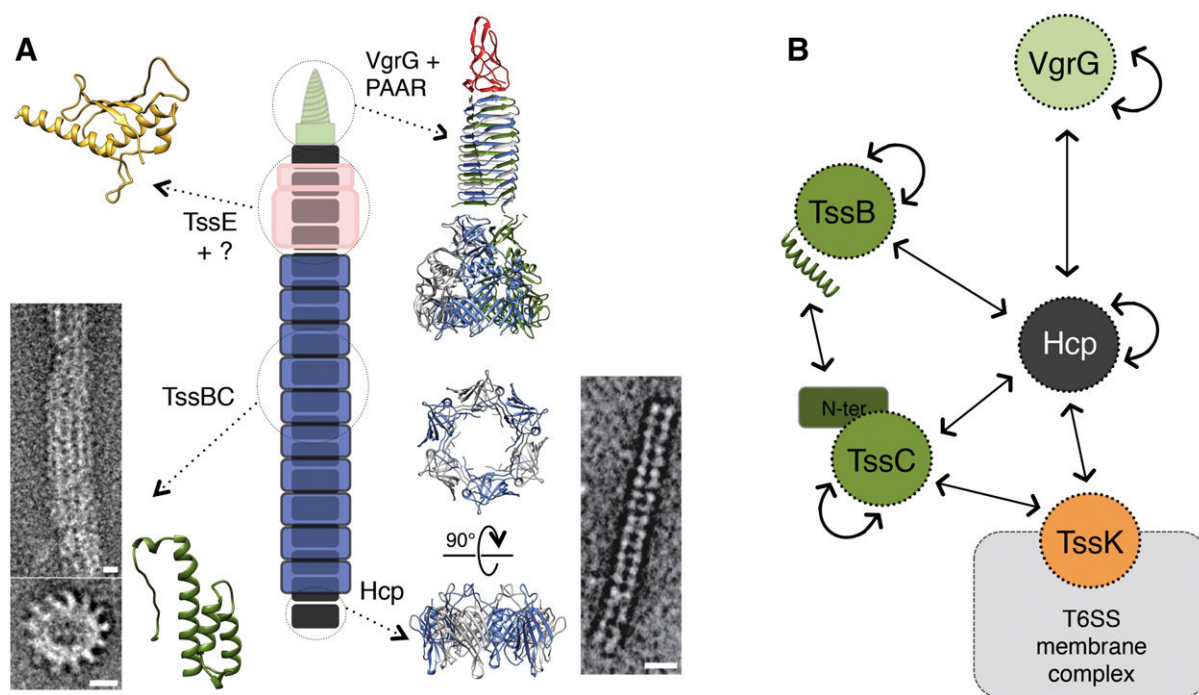 A
VgrG +
PAAR
TssE
+ ?
TssBC
90°
Hcp
B
VgrG
TssB
Hcp
N-ter
TssC
TssK
T6SS
membrane
complex